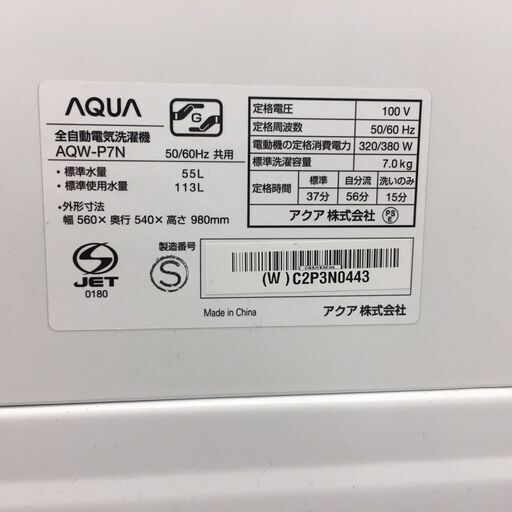 AQUA
G
全自動電気洗濯機
AQW-P7N 50/60Hz 共用
・標準水量 55L
・標準使用水量 113L
・外形寸法
幅 560×奥行 540×高さ 980mm
定格電圧 100 V
定格周波数 50/60 Hz
電動機の定格消費電力 320/380 W
標準洗濯容量 7.0kg
定格時間 標準 自分流 洗いのみ
37分 56分 15分
アクア 株式会社 PS E
S JET 0180
S
製造番号
(W)C2P3N0443
Made in China
アクア 株式会社